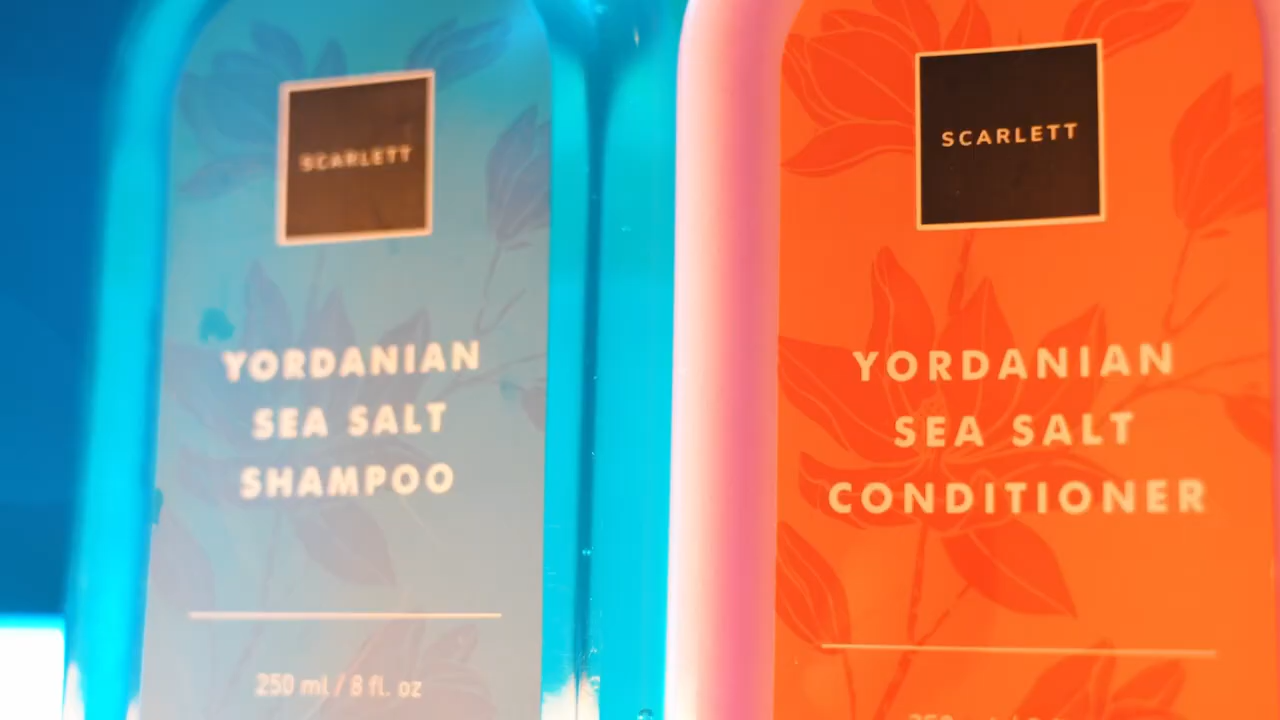 SCARLETT
YORDANIAN
SEA SALT
SHAMPOO
250 ml / 8 fl. oz
SCARLETT
YORDANIAN
SEA SALT
CONDITIONER